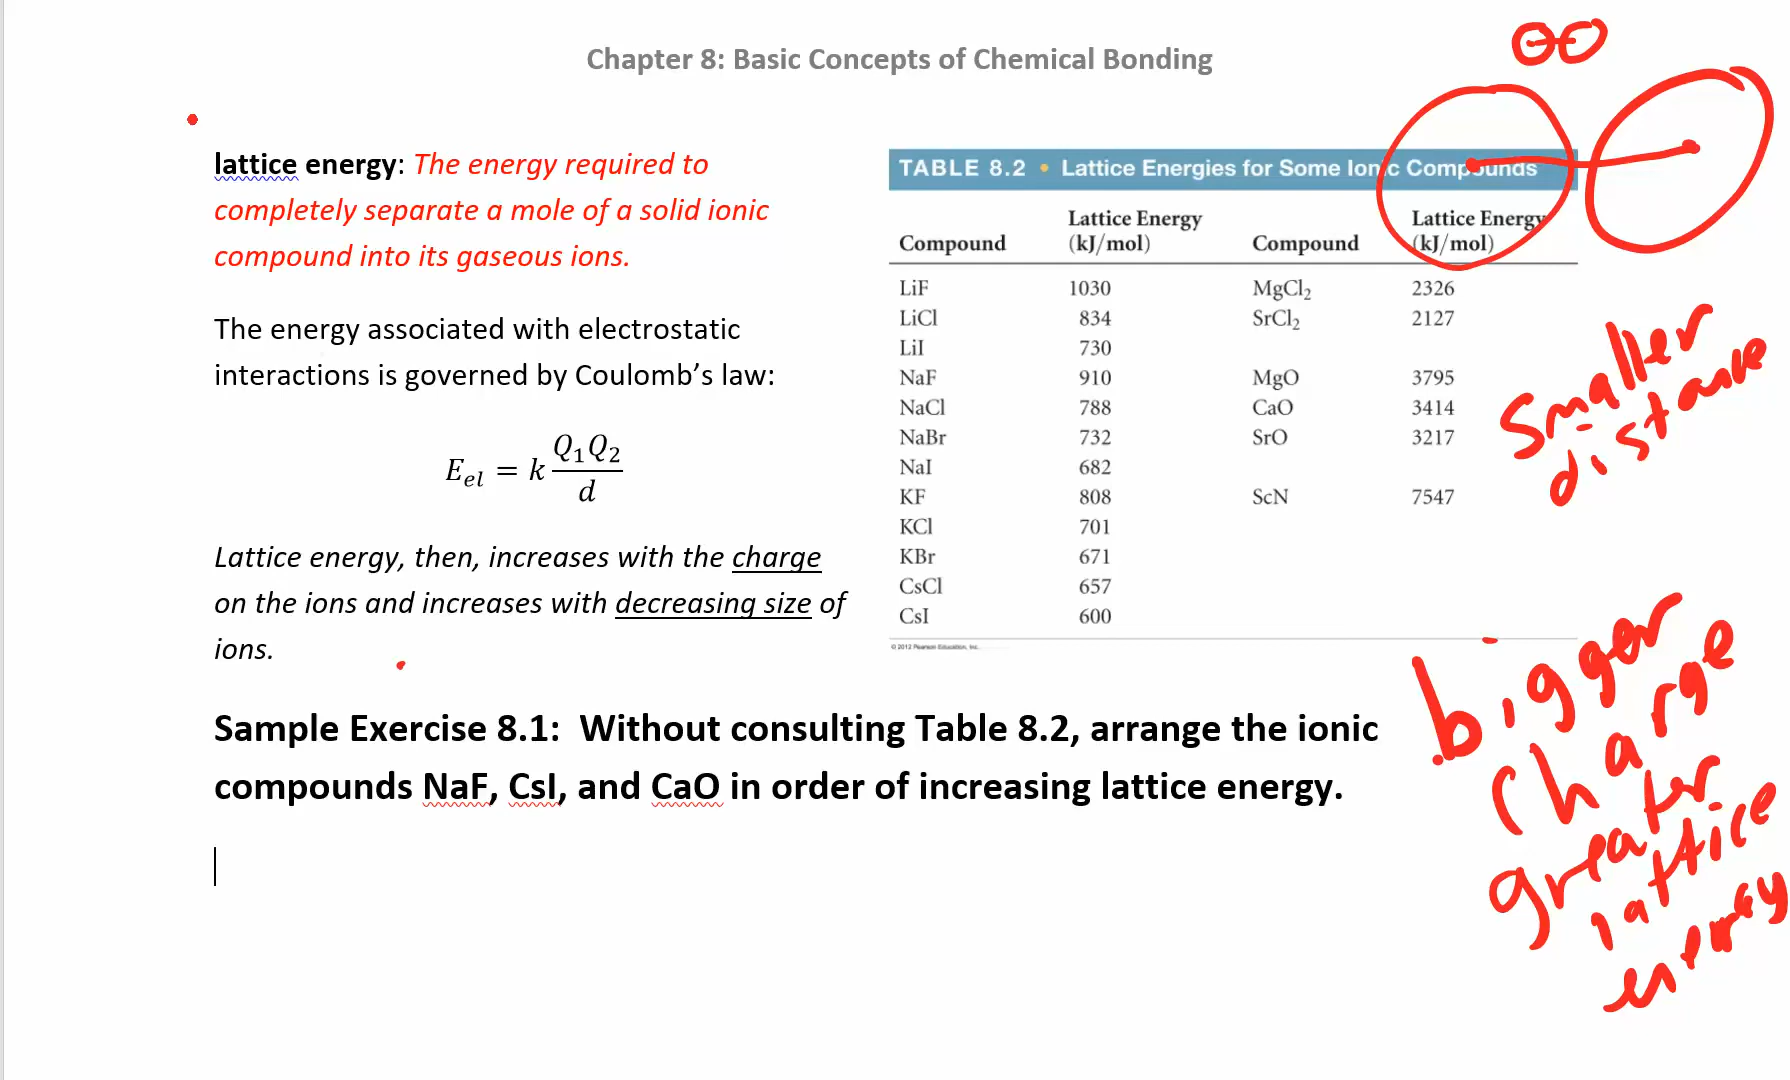 Chapter 8: Basic Concepts of Chemical Bonding
lattice energy: The energy required to
completely separate a mole of a solid ionic
compound into its gaseous ions.
The energy associated with electrostatic
interactions is governed by Coulomb's law:
E_el = k Q₁Q₂ / d
Lattice energy, then, increases with the charge
on the ions and increases with decreasing size of
ions.
TABLE 8.2 • Lattice Energies for Some Ionic Compounds
Compound Lattice Energy (kJ/mol) Compound Lattice Energy (kJ/mol)
LiF 1030 MgCl₂ 2326
LiCl 834 SrCl₂ 2127
LiI 730
NaF 910 MgO 3795
NaCl 788 CaO 3414
NaBr 732 SrO 3217
NaI 682
KF 808 ScN 7547
KCl 701
KBr 671
CsCl 657
CsI 600
© 2012 Pearson Education, Inc.
smaller
distance
bigger
charge
greater
lattice
energy
Sample Exercise 8.1: Without consulting Table 8.2, arrange the ionic
compounds NaF, CsI, and CaO in order of increasing lattice energy.